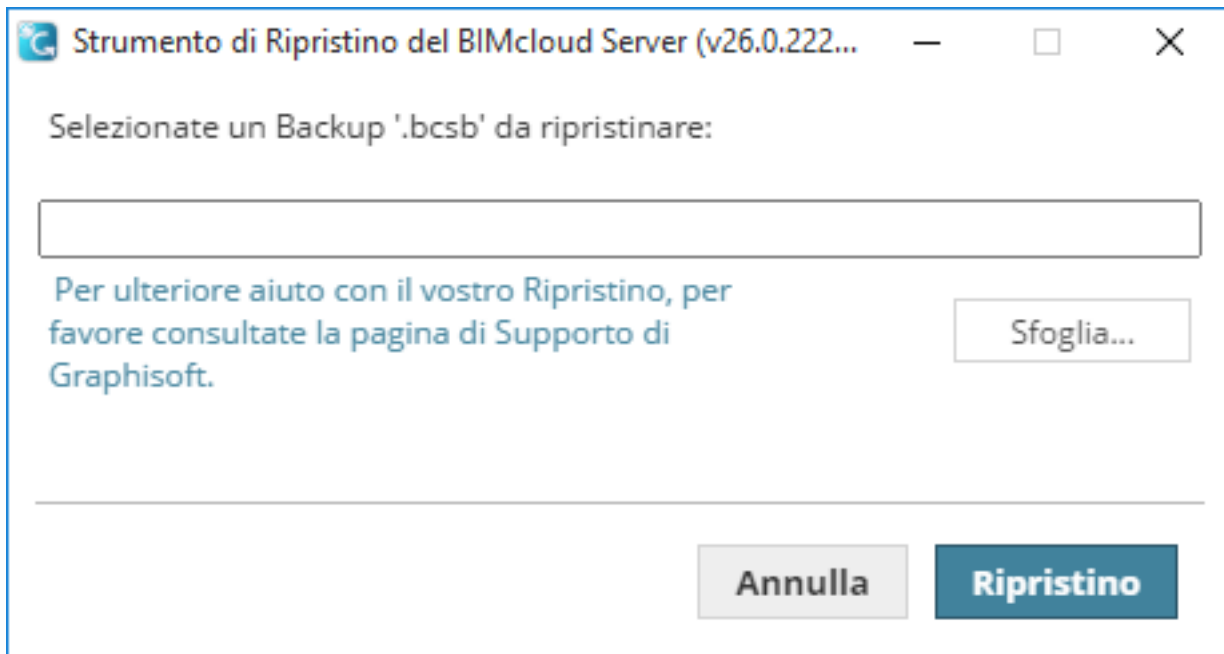 Strumento di Ripristino del BIMcloud Server (v26.0.222...
Selezionate un Backup '.bcsb' da ripristinare:
Per ulteriore aiuto con il vostro Ripristino, per
favore consultate la pagina di Supporto di
Graphisoft.
Sfoglia...
Annulla
Ripristino